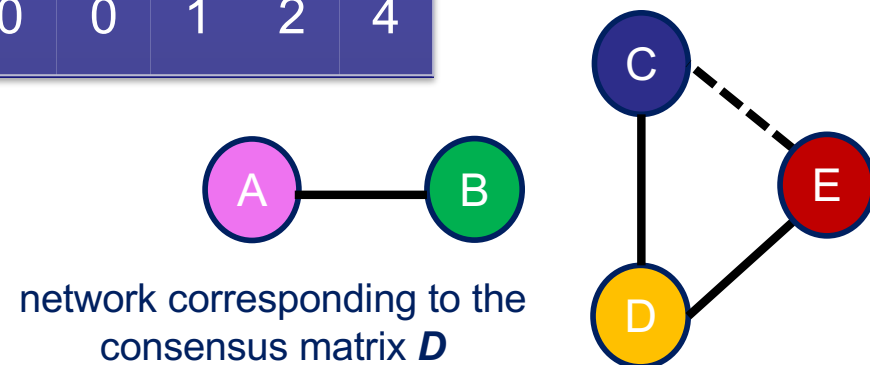 0 0 1 2 4
C
A B E
D
network corresponding to the
consensus matrix D